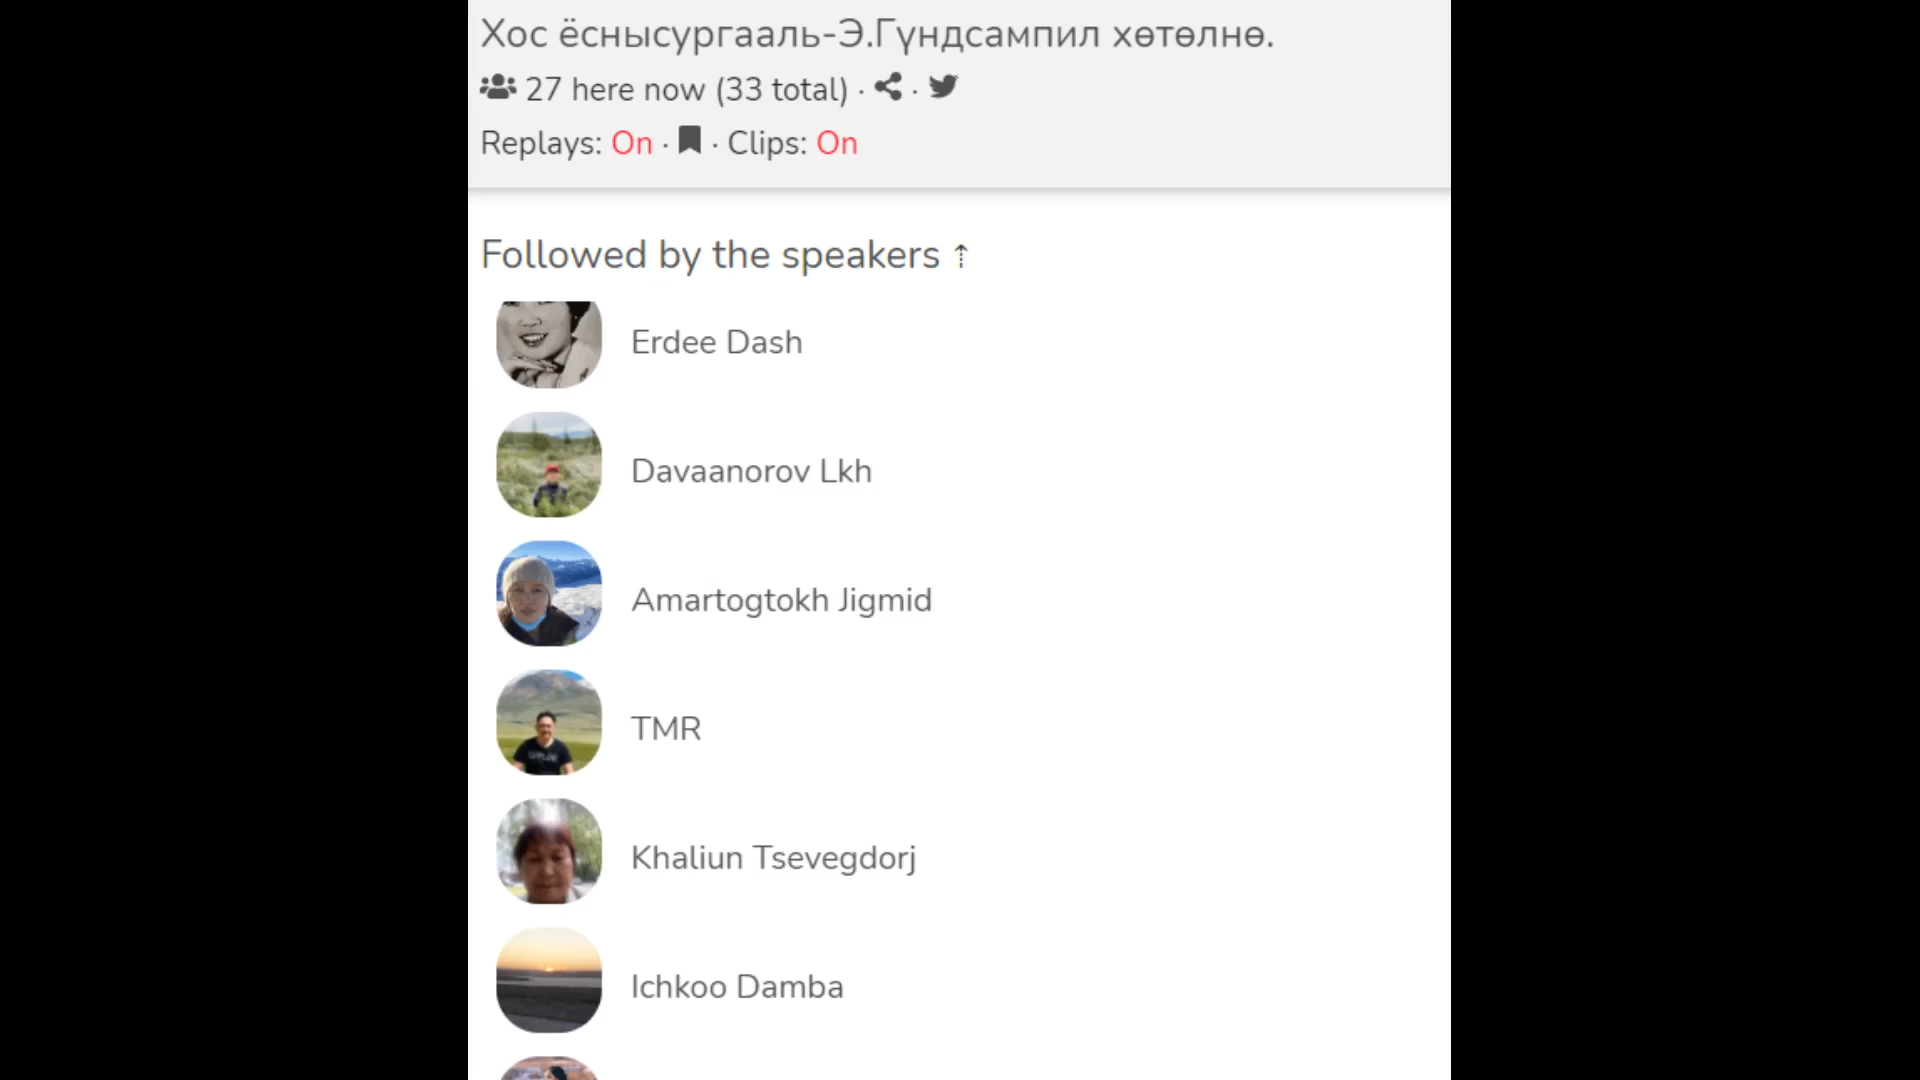 Хос ёснысургааль-Э.Гүндсампил хөтөлнө.
27 here now (33 total) · ·
Replays: On · · Clips: On
Followed by the speakers ⇡
Erdee Dash
Davaanorov Lkh
Amartogtokh Jigmid
TMR
Khaliun Tsevegdorj
Ichkoo Damba